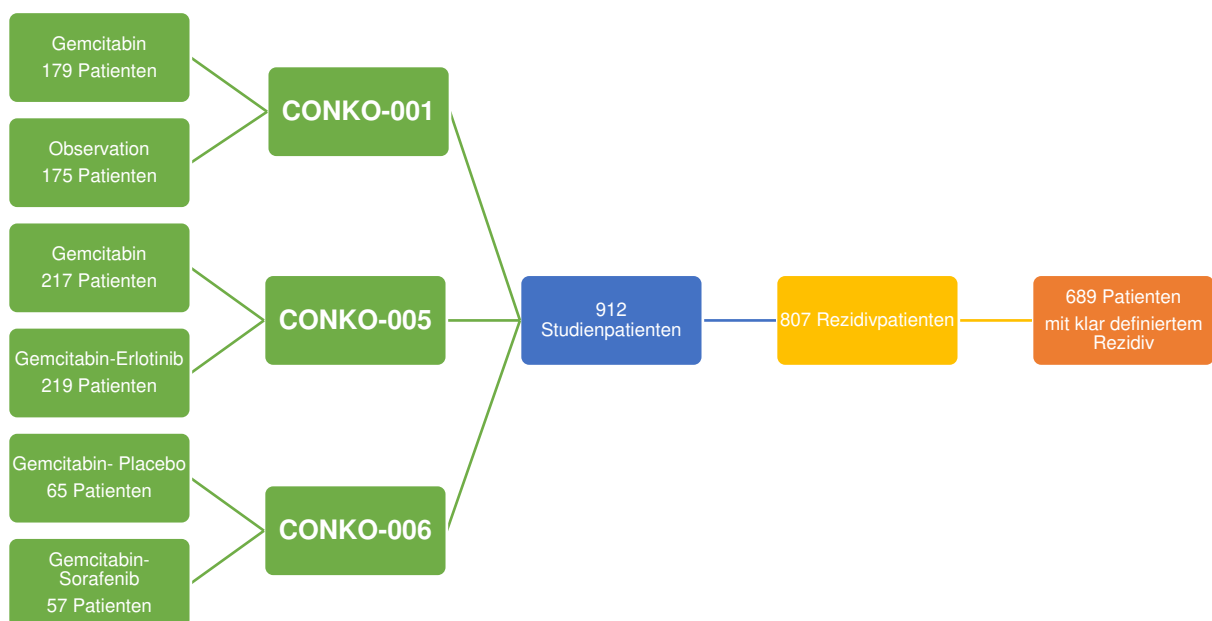 Gemcitabin
179 Patienten
Observation
175 Patienten
CONKO-001
Gemcitabin
217 Patienten
Gemcitabin-Erlotinib
219 Patienten
CONKO-005
Gemcitabin- Placebo
65 Patienten
Gemcitabin-
Sorafenib
57 Patienten
CONKO-006
912
Studienpatienten
807 Rezidivpatienten
689 Patienten
mit klar definiertem
Rezidiv